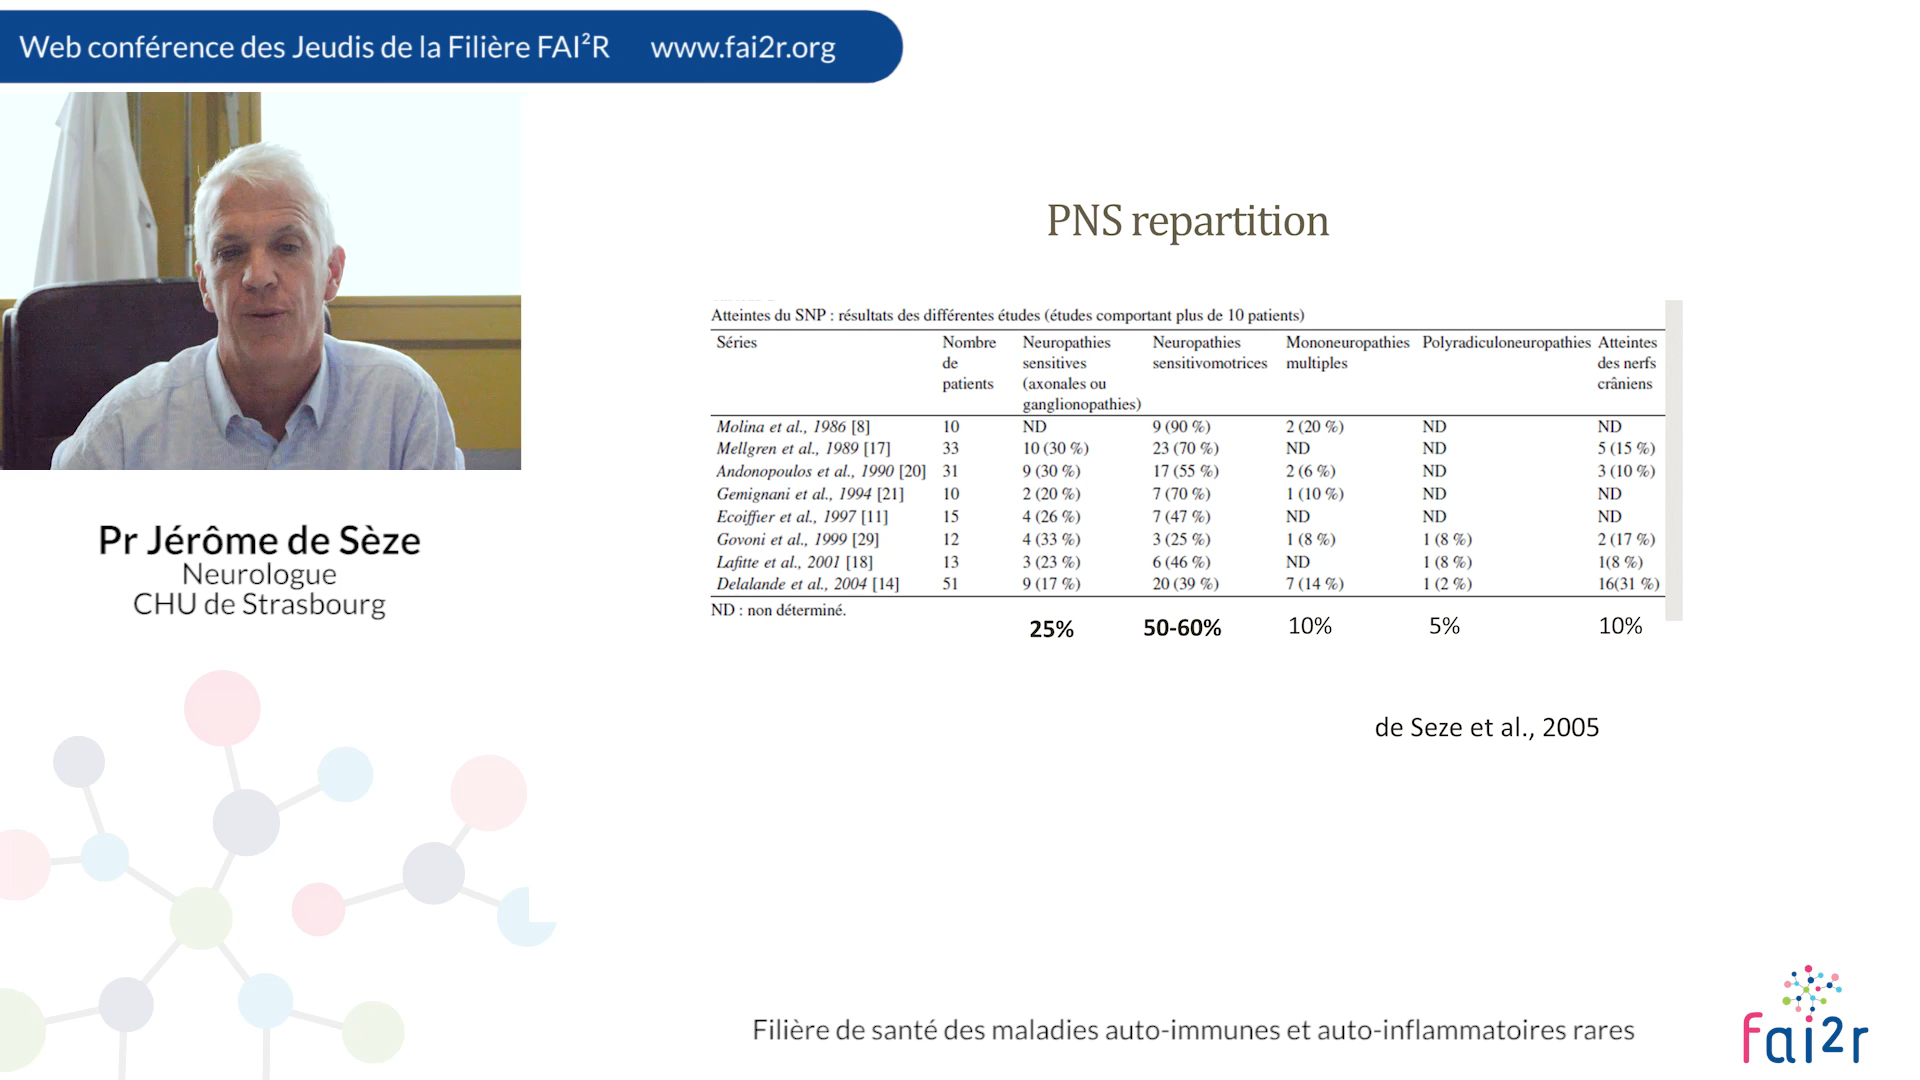 Web conférence des Jeudis de la Filière FAI²R www.fai2r.org
Pr Jérôme de Sèze
Neurologue
CHU de Strasbourg
PNS repartition
Atteintes du SNP : résultats des différentes études (études comportant plus de 10 patients)
Séries Nombre Neuropathies Neuropathies Mononeuropathies Polyradiculoneuropathies Atteintes
de sensitives sensitivomotrices multiples des nerfs
patients (axonales ou crâniens
ganglionopathies)
Molina et al., 1986 [8] 10 ND 9 (90 %) 2 (20 %) ND ND
Mellgren et al., 1989 [17] 33 10 (30 %) 23 (70 %) ND ND 5 (15 %)
Andonopoulos et al., 1990 [20] 31 9 (30 %) 17 (55 %) 2 (6 %) ND 3 (10 %)
Gemignani et al., 1994 [21] 10 2 (20 %) 7 (70 %) 1 (10 %) ND ND
Ecoiffier et al., 1997 [11] 15 4 (26 %) 7 (47 %) ND ND ND
Govoni et al., 1999 [29] 12 4 (33 %) 3 (25 %) 1 (8 %) 1 (8 %) 2 (17 %)
Lafitte et al., 2001 [18] 13 3 (23 %) 6 (46 %) ND 1 (8 %) 1(8 %)
Delalande et al., 2004 [14] 51 9 (17 %) 20 (39 %) 7 (14 %) 1 (2 %) 16(31 %)
ND : non déterminé.
25% 50-60% 10% 5% 10%
de Seze et al., 2005
Filière de santé des maladies auto-immunes et auto-inflammatoires rares
fai2r